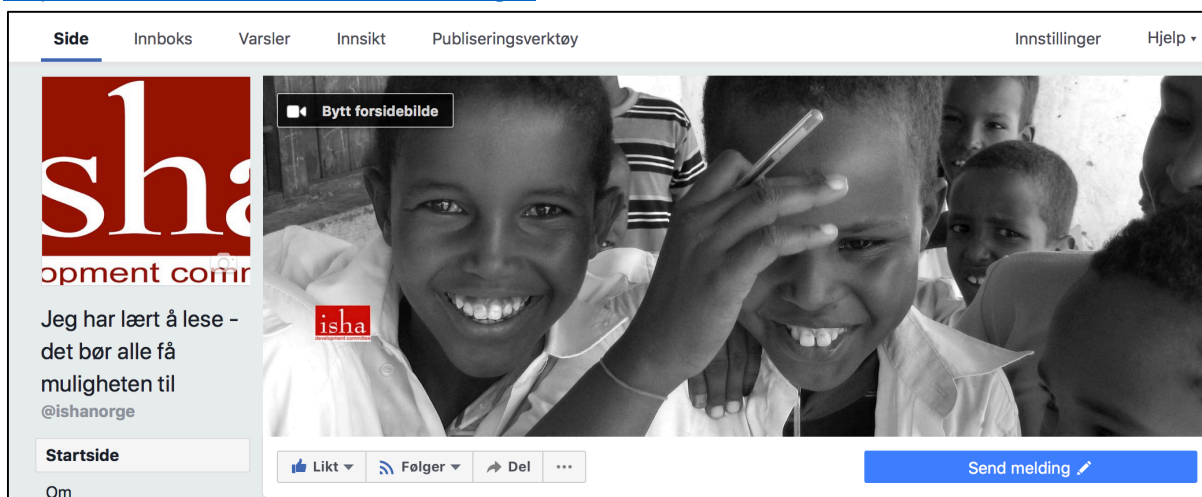 Side Innboks Varsler Innsikt Publiseringsverktøy Innstillinger Hjelp
Bytt forsidebilde
sha
opment comm
isha
development committee
Jeg har lært å lese -
det bør alle få
muligheten til
@ishanorge
Startside
Om
Likt Følger Del ...
Send melding